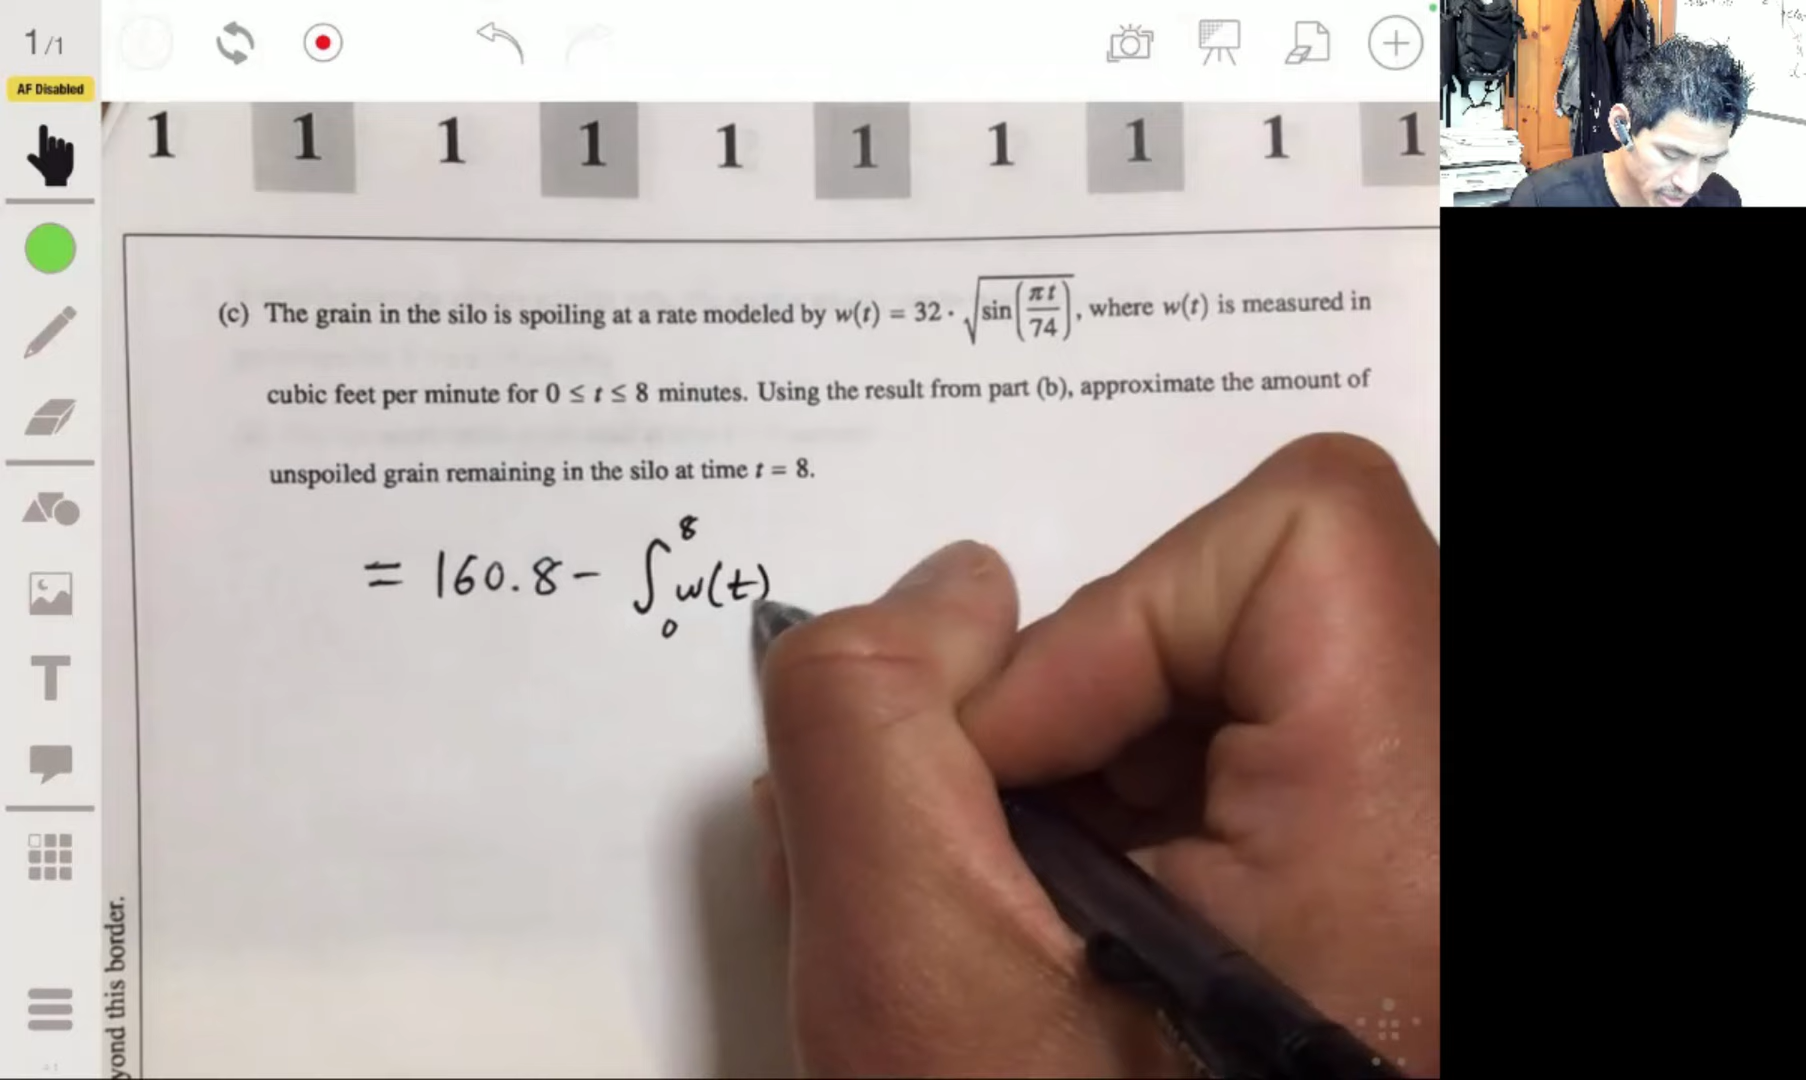 1/1
AF Disabled
1 1 1 1 1 1 1 1 1 1
(c) The grain in the silo is spoiling at a rate modeled by w(t) = 32 · √sin(πt/74), where w(t) is measured in
cubic feet per minute for 0 ≤ t ≤ 8 minutes. Using the result from part (b), approximate the amount of
unspoiled grain remaining in the silo at time t = 8.
= 160.8 - ∫₀⁸ w(t)
T
yond this border.